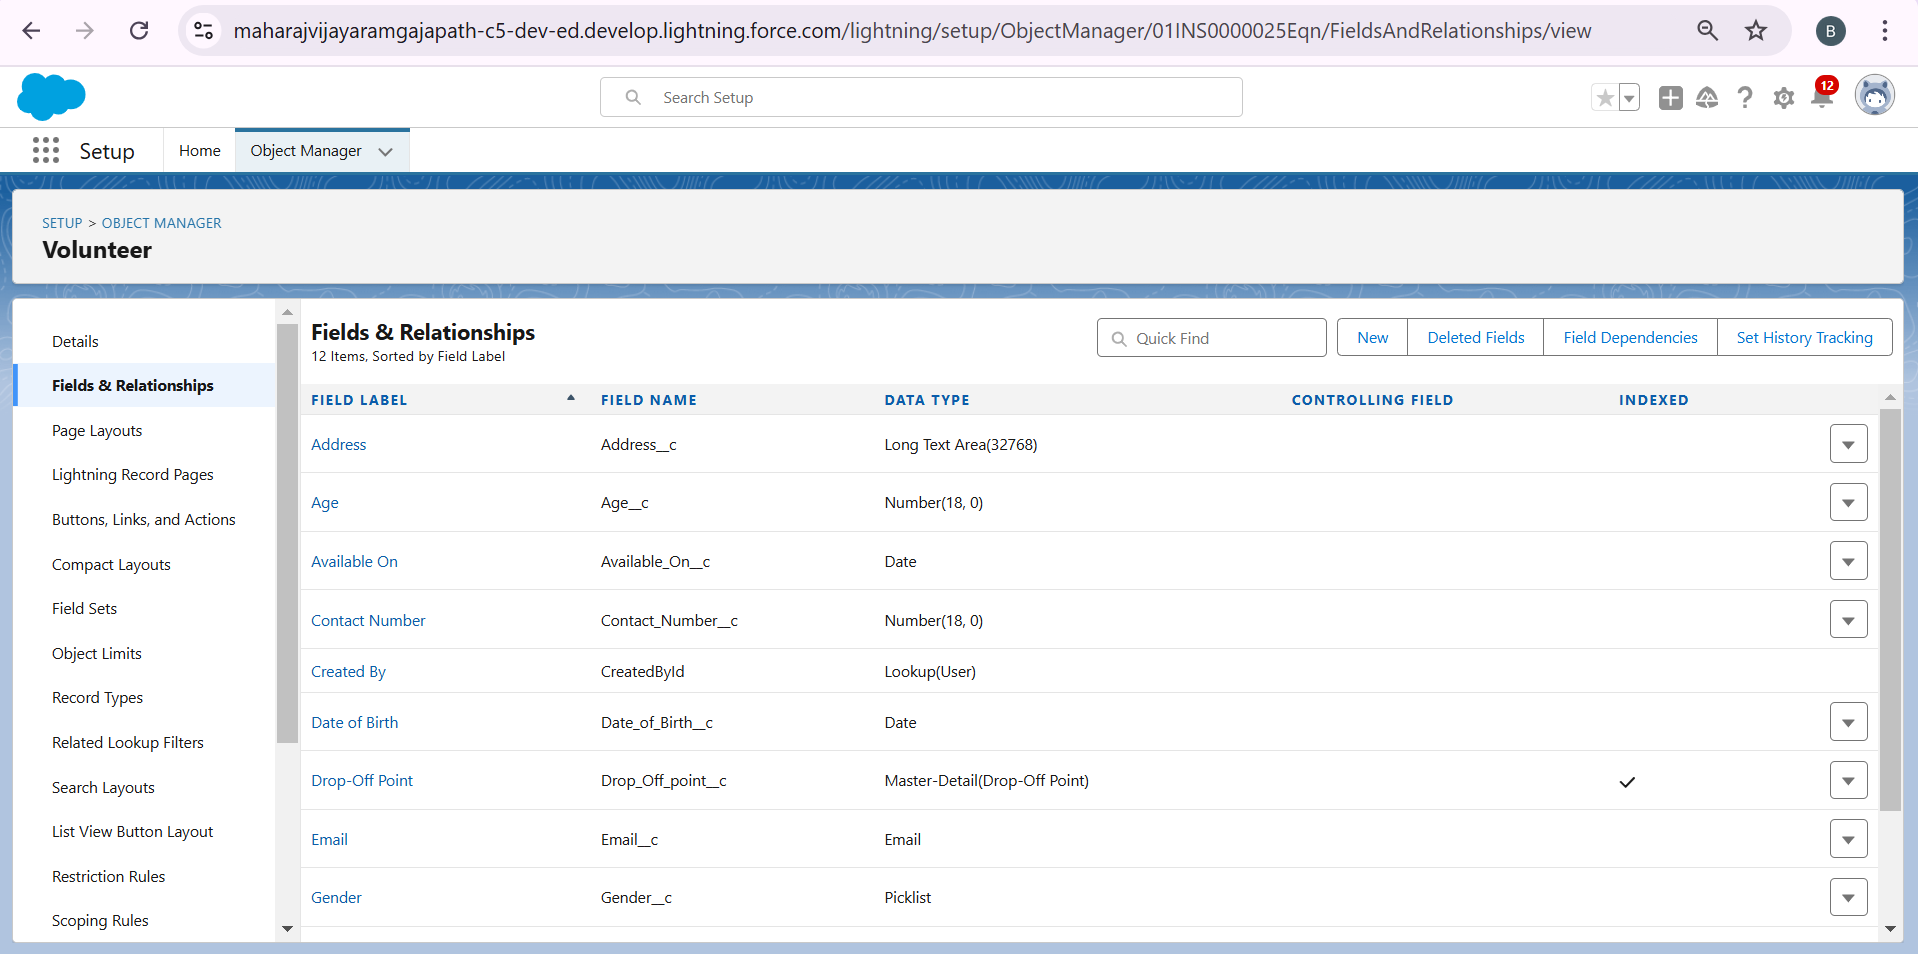 maharajvijayaramgajapath-c5-dev-ed.develop.lightning.force.com/lightning/setup/ObjectManager/01INS0000025Eqn/FieldsAndRelationships/view
B
Search Setup
12
Setup
Home
Object Manager
SETUP > OBJECT MANAGER
Volunteer
Details
Fields & Relationships
Page Layouts
Lightning Record Pages
Buttons, Links, and Actions
Compact Layouts
Field Sets
Object Limits
Record Types
Related Lookup Filters
Search Layouts
List View Button Layout
Restriction Rules
Scoping Rules
Fields & Relationships
12 Items, Sorted by Field Label
Quick Find
New
Deleted Fields
Field Dependencies
Set History Tracking
FIELD LABEL FIELD NAME DATA TYPE CONTROLLING FIELD INDEXED
Address Address__c Long Text Area(32768)
Age Age__c Number(18, 0)
Available On Available_On__c Date
Contact Number Contact_Number__c Number(18, 0)
Created By CreatedById Lookup(User)
Date of Birth Date_of_Birth__c Date
Drop-Off Point Drop_Off_point__c Master-Detail(Drop-Off Point)
Email Email__c Email
Gender Gender__c Picklist